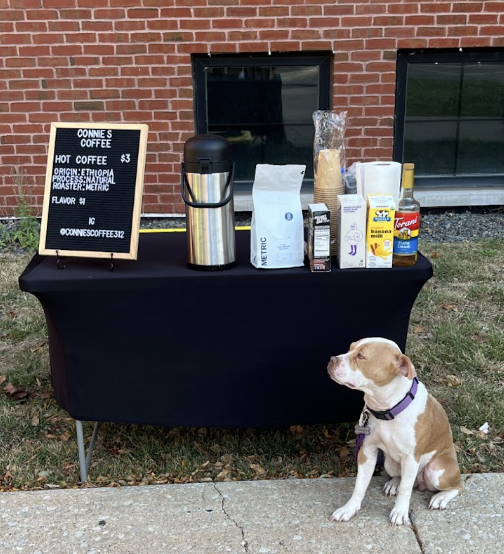 CONNIE'S
COFFEE
HOT COFFEE $3
ORIGIN:ETHIOPIA
PROCESS:NATURAL
ROASTER:METRIC
FLAVOR $1
IG
@CONNIESCOFFEE312
METRIC
banana
milk
Torani